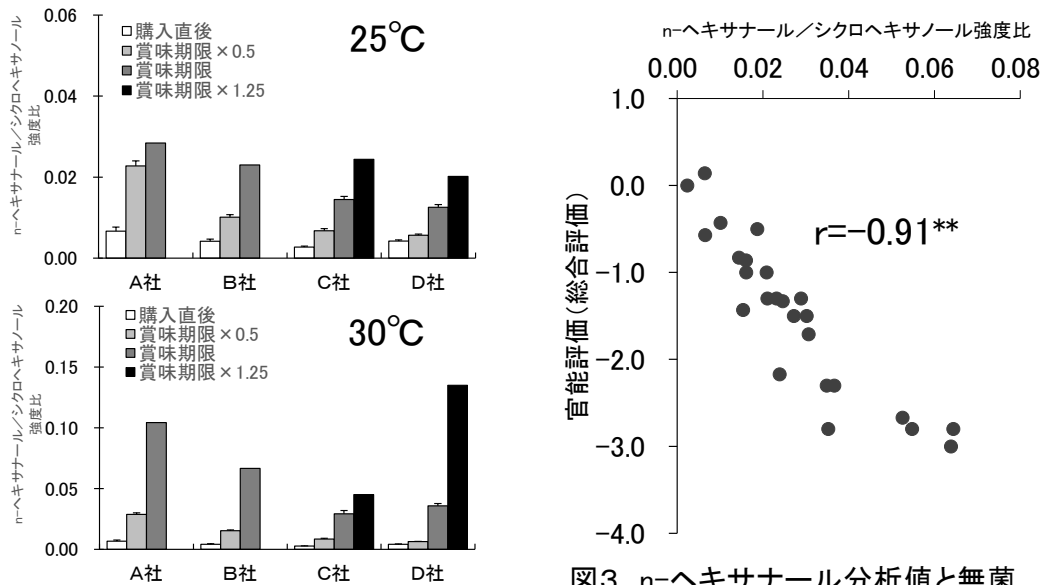 n-ヘキサナール／シクロヘキサノール
強度比
0.06
0.04
0.02
0.00
購入直後
賞味期限×0.5
賞味期限
賞味期限×1.25
25℃
A社
B社
C社
D社
n-ヘキサナール／シクロヘキサノール
強度比
0.20
0.15
0.10
0.05
0.00
購入直後
賞味期限×0.5
賞味期限
賞味期限×1.25
30℃
A社
B社
C社
D社
n-ヘキサナール／シクロヘキサノール強度比
0.00
0.02
0.04
0.06
0.08
官能評価（総合評価）
1.0
0.0
-1.0
-2.0
-3.0
-4.0
r=-0.91**
図3 n-ヘキサナール分析値と無菌